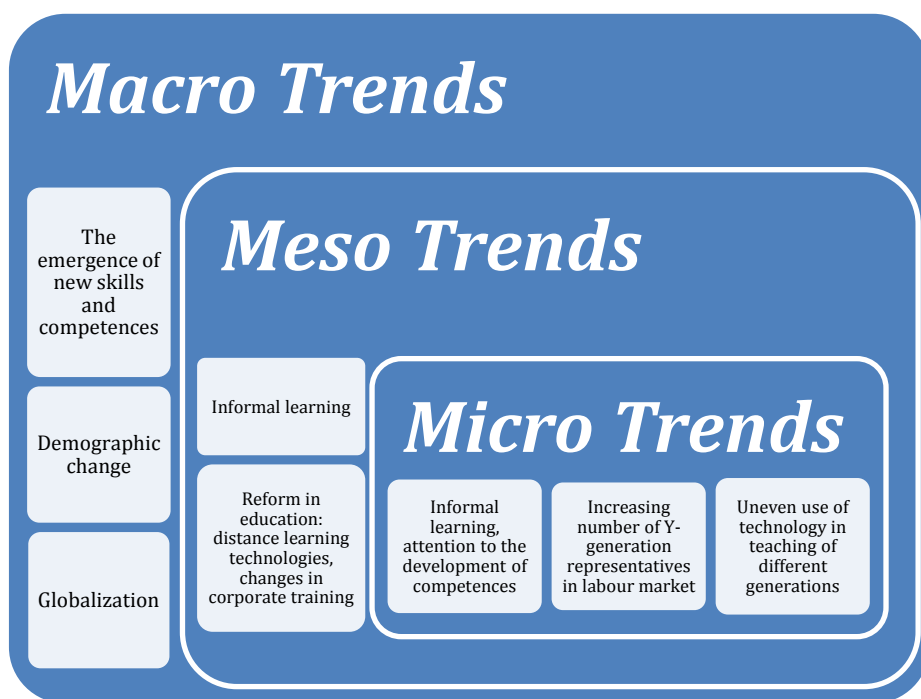 Macro Trends
The
emergence of
new skills
and
competences
Demographic
change
Globalization
Meso Trends
Informal learning
Reform in
education:
distance learning
technologies,
changes in
corporate training
Micro Trends
Informal
learning,
attention to the
development of
competences
Increasing
number of Y-
generation
representatives
in labour market
Uneven use of
technology in
teaching of
different
generations